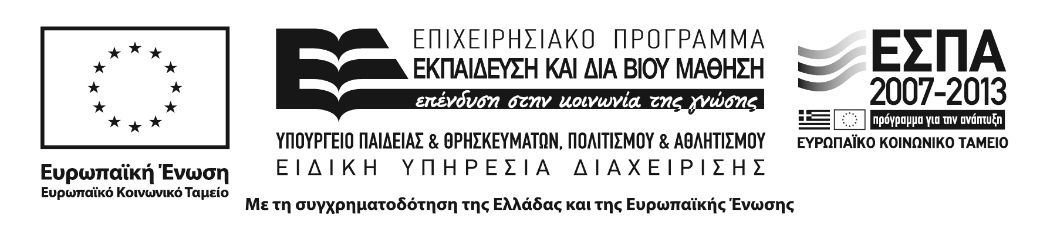 Ευρωπαϊκή Ένωση
Ευρωπαϊκό Κοινωνικό Ταμείο
ΕΠΙΧΕΙΡΗΣΙΑΚΟ ΠΡΟΓΡΑΜΜΑ
ΕΚΠΑΙΔΕΥΣΗ ΚΑΙ ΔΙΑ ΒΙΟΥ ΜΑΘΗΣΗ
επένδυση στην κοινωνία της γνώσης
ΥΠΟΥΡΓΕΙΟ ΠΑΙΔΕΙΑΣ & ΘΡΗΣΚΕΥΜΑΤΩΝ, ΠΟΛΙΤΙΣΜΟΥ & ΑΘΛΗΤΙΣΜΟΥ
ΕΙΔΙΚΗ ΥΠΗΡΕΣΙΑ ΔΙΑΧΕΙΡΙΣΗΣ
ΕΣΠΑ
2007-2013
πρόγραμμα για την ανάπτυξη
ΕΥΡΩΠΑΪΚΟ ΚΟΙΝΩΝΙΚΟ ΤΑΜΕΙΟ
Με τη συγχρηματοδότηση της Ελλάδας και της Ευρωπαϊκής Ένωσης